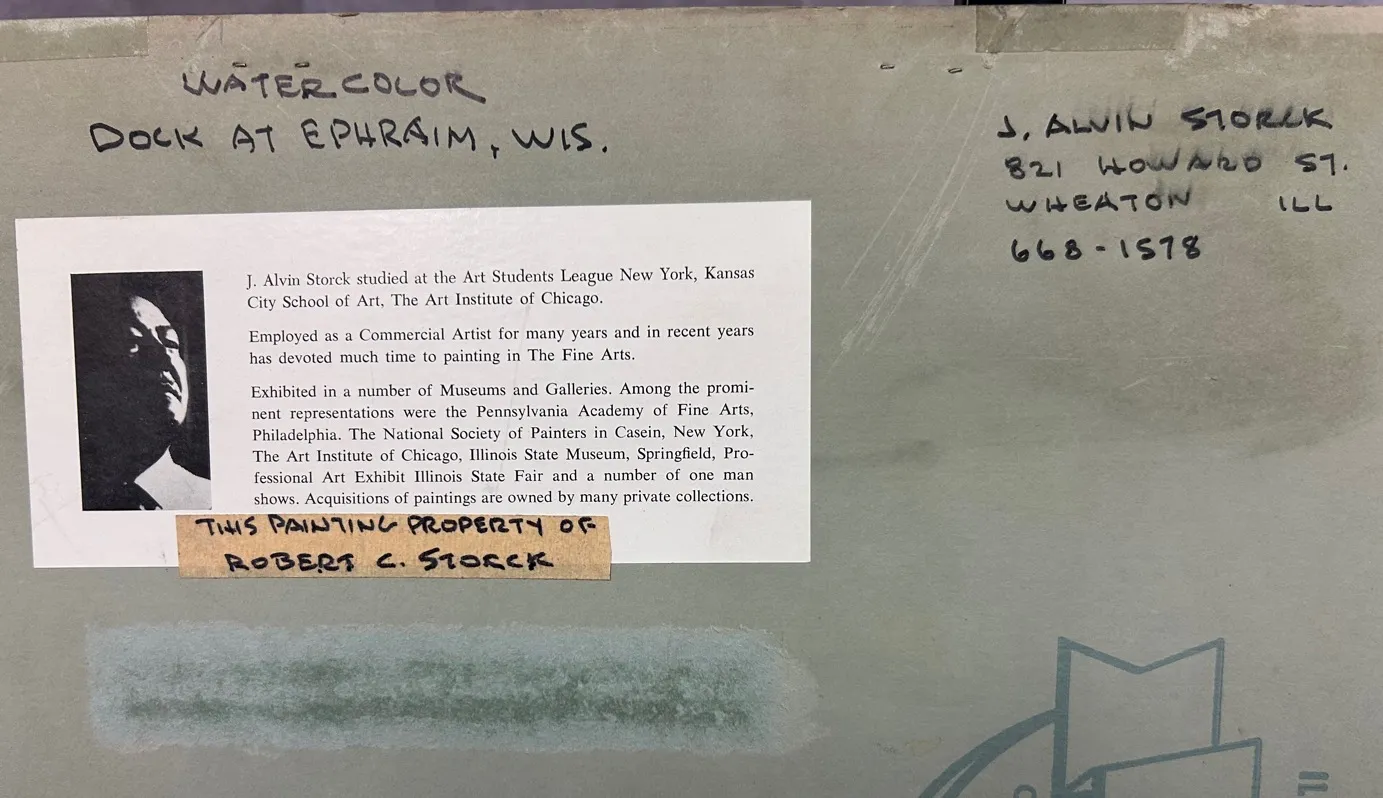 WATERCOLOR
DOCK AT EPHRAIM, WIS.
J. ALVIN STORCK
821 HOWARD ST.
WHEATON ILL
668-1578
J. Alvin Storck studied at the Art Students League New York, Kansas
City School of Art, The Art Institute of Chicago.
Employed as a Commercial Artist for many years and in recent years
has devoted much time to painting in The Fine Arts.
Exhibited in a number of Museums and Galleries. Among the promi-
nent representations were the Pennsylvania Academy of Fine Arts,
Philadelphia. The National Society of Painters in Casein, New York,
The Art Institute of Chicago, Illinois State Museum, Springfield, Pro-
fessional Art Exhibit Illinois State Fair and a number of one man
shows. Acquisitions of paintings are owned by many private collections.
THIS PAINTING PROPERTY OF
ROBERT C. STORCK